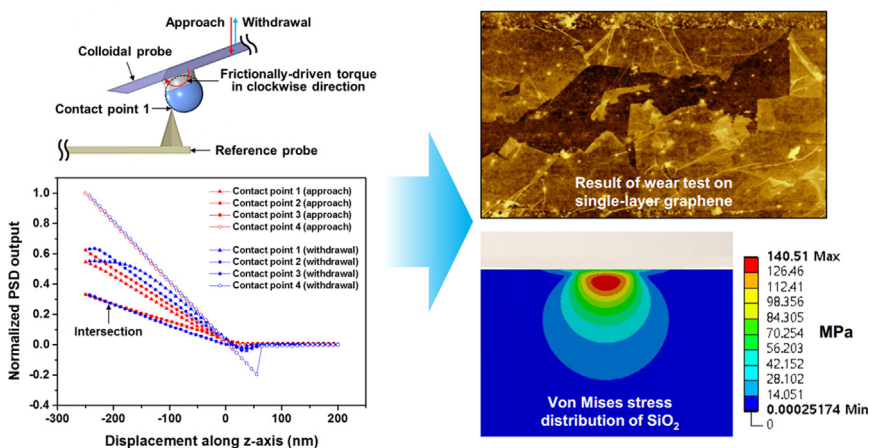 Approach
Withdrawal
Colloidal probe
Frictionally-driven torque
in clockwise direction
Contact point 1
Reference probe
1.0
0.8
0.6
0.4
0.2
0.0
-0.2
0.4
-300
-200
-100
0
100
200
Normalized PSD output
Displacement along z-axis (nm)
Contact point 1 (approach)
Contact point 2 (approach)
Contact point 3 (approach)
Contact point 4 (approach)
Contact point 1 (withdrawal)
Contact point 2 (withdrawal)
Contact point 3 (withdrawal)
Contact point 4 (withdrawal)
Intersection
Result of wear test on
single-layer graphene
Von Mises stress
distribution of SiO₂
140.51 Max
126.46
112.41
98.356
84.305
70.254
56.203
42.152
28.102
14.051
0.00025174 Min
0
MPa